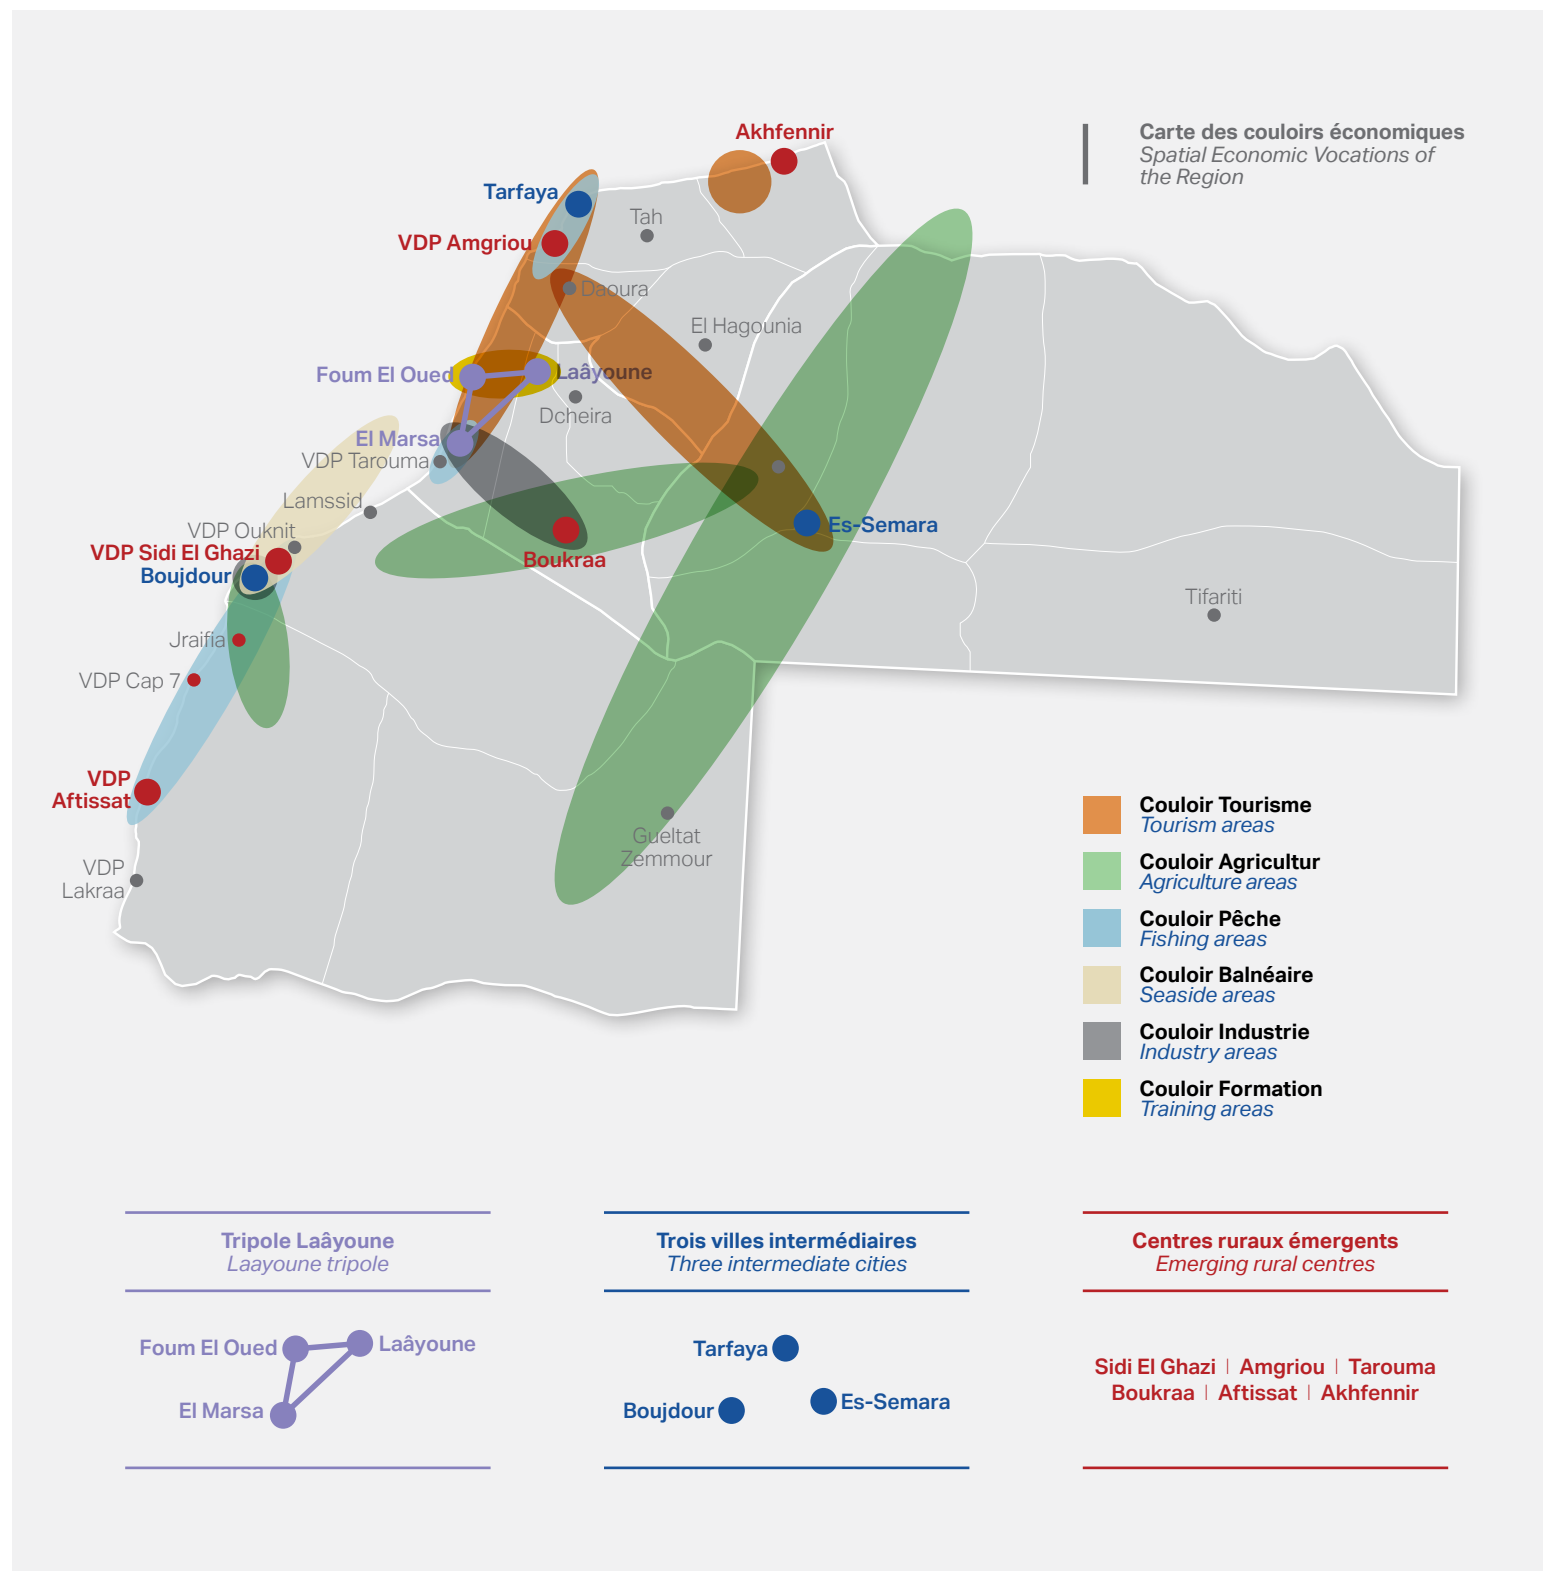 Carte des couloirs économiques
Spatial Economic Vocations of
the Region
Akhfennir
Tarfaya
Tah
VDP Amgriou
Daoura
El Hagounia
Foum El Oued
Laâyoune
Dcheira
El Marsa
VDP Tarouma
Lamssid
VDP Ouknit
Es-Semara
VDP Sidi El Ghazi
Boukraa
Boujdour
Tifariti
Jraifia
VDP Cap 7
VDP
Aftissat
Gueltat
Zemmour
VDP
Lakraa
Couloir Tourisme
Tourism areas
Couloir Agricultur
Agriculture areas
Couloir Pêche
Fishing areas
Couloir Balnéaire
Seaside areas
Couloir Industrie
Industry areas
Couloir Formation
Training areas
Tripole Laâyoune
Laayoune tripole
Foum El Oued
Laâyoune
El Marsa
Trois villes intermédiaires
Three intermediate cities
Tarfaya
Boujdour
Es-Semara
Centres ruraux émergents
Emerging rural centres
Sidi El Ghazi | Amgriou | Tarouma
Boukraa | Aftissat | Akhfennir